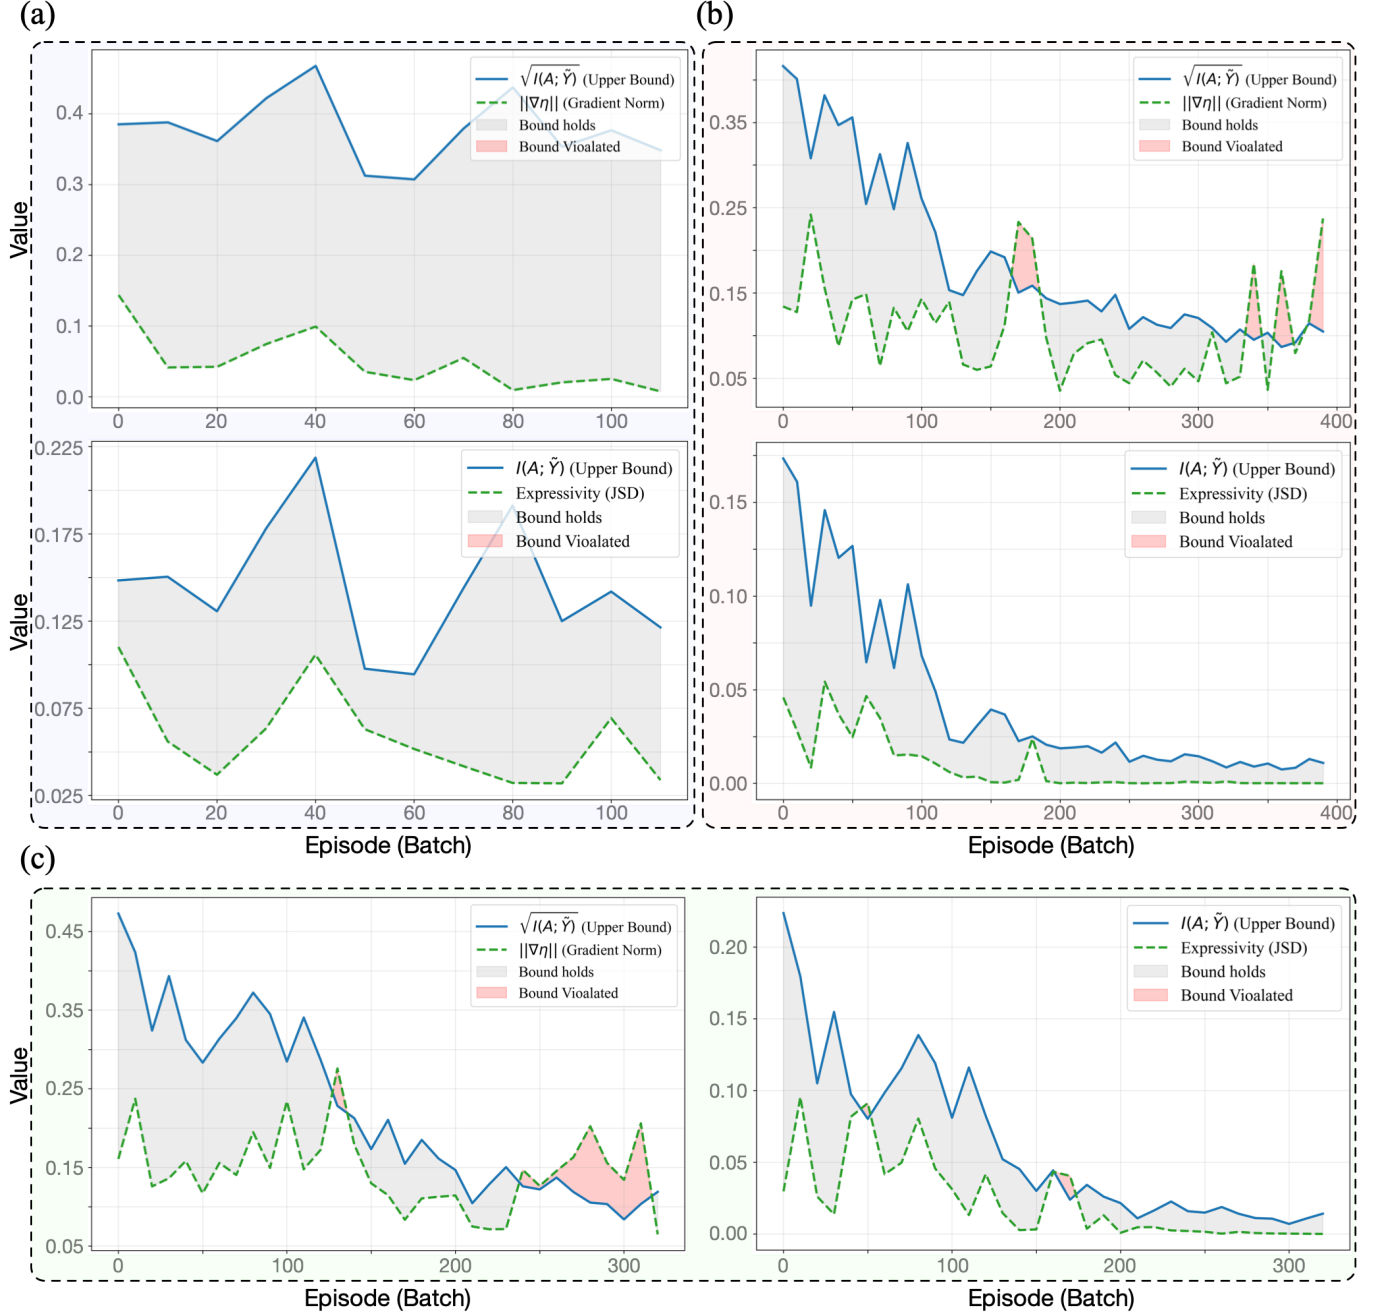 (a)
(b)
√I(A; Ỹ) (Upper Bound)
||∇η|| (Gradient Norm)
Bound holds
Bound Vioalated
0.4
0.3
0.2
0.1
0.0
Value
0 20 40 60 80 100
√I(A; Ỹ) (Upper Bound)
||∇η|| (Gradient Norm)
Bound holds
Bound Vioalated
0.35
0.25
0.15
0.05
0 100 200 300 400
I(A; Ỹ) (Upper Bound)
Expressivity (JSD)
Bound holds
Bound Vioalated
0.225
0.175
0.125
0.075
0.025
Value
0 20 40 60 80 100
Episode (Batch)
I(A; Ỹ) (Upper Bound)
Expressivity (JSD)
Bound holds
Bound Vioalated
0.15
0.10
0.05
0.00
0 100 200 300 400
Episode (Batch)
(c)
√I(A; Ỹ) (Upper Bound)
||∇η|| (Gradient Norm)
Bound holds
Bound Vioalated
0.45
0.35
0.25
0.15
0.05
Value
0 100 200 300
Episode (Batch)
I(A; Ỹ) (Upper Bound)
Expressivity (JSD)
Bound holds
Bound Vioalated
0.20
0.15
0.10
0.05
0.00
0 100 200 300
Episode (Batch)